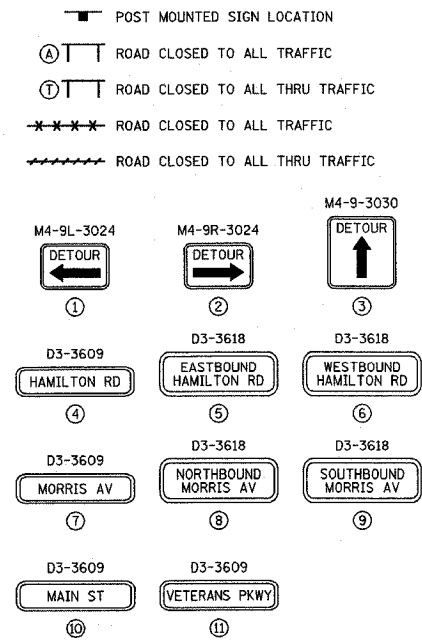 POST MOUNTED SIGN LOCATION
A ROAD CLOSED TO ALL TRAFFIC
T ROAD CLOSED TO ALL THRU TRAFFIC
ROAD CLOSED TO ALL TRAFFIC
ROAD CLOSED TO ALL THRU TRAFFIC
M4-9L-3024
DETOUR
1
M4-9R-3024
DETOUR
2
M4-9-3030
DETOUR
3
D3-3609
HAMILTON RD
4
D3-3618
EASTBOUND
HAMILTON RD
5
D3-3618
WESTBOUND
HAMILTON RD
6
D3-3609
MORRIS AV
7
D3-3618
NORTHBOUND
MORRIS AV
8
D3-3618
SOUTHBOUND
MORRIS AV
9
D3-3609
MAIN ST
10
D3-3609
VETERANS PKWY
11